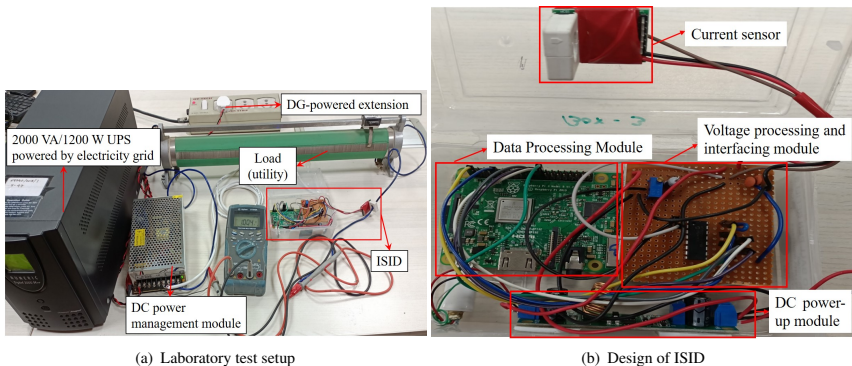 DG-powered extension
2000 VA/1200 W UPS
powered by electricity grid
Load
(utility)
ISID
DC power
management module
(a) Laboratory test setup
Current sensor
Box - 3
Data Processing Module
Voltage processing and
interfacing module
DC power-
up module
(b) Design of ISID